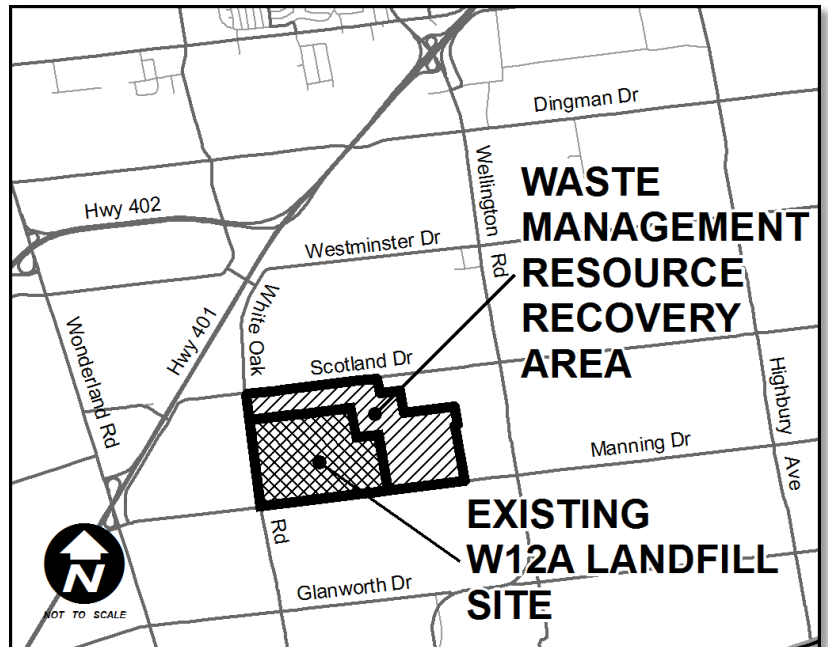 Dingman Dr
Hwy 402
Wellington
Rd
WASTE
MANAGEMENT
RESOURCE
RECOVERY
AREA
Westminster Dr
White Oak
Hwy 401
Wonderland Rd
Scotland Dr
Highbury
Ave
Manning Dr
EXISTING
W12A LANDFILL
SITE
Rd
Glanworth Dr
N
NOT TO SCALE